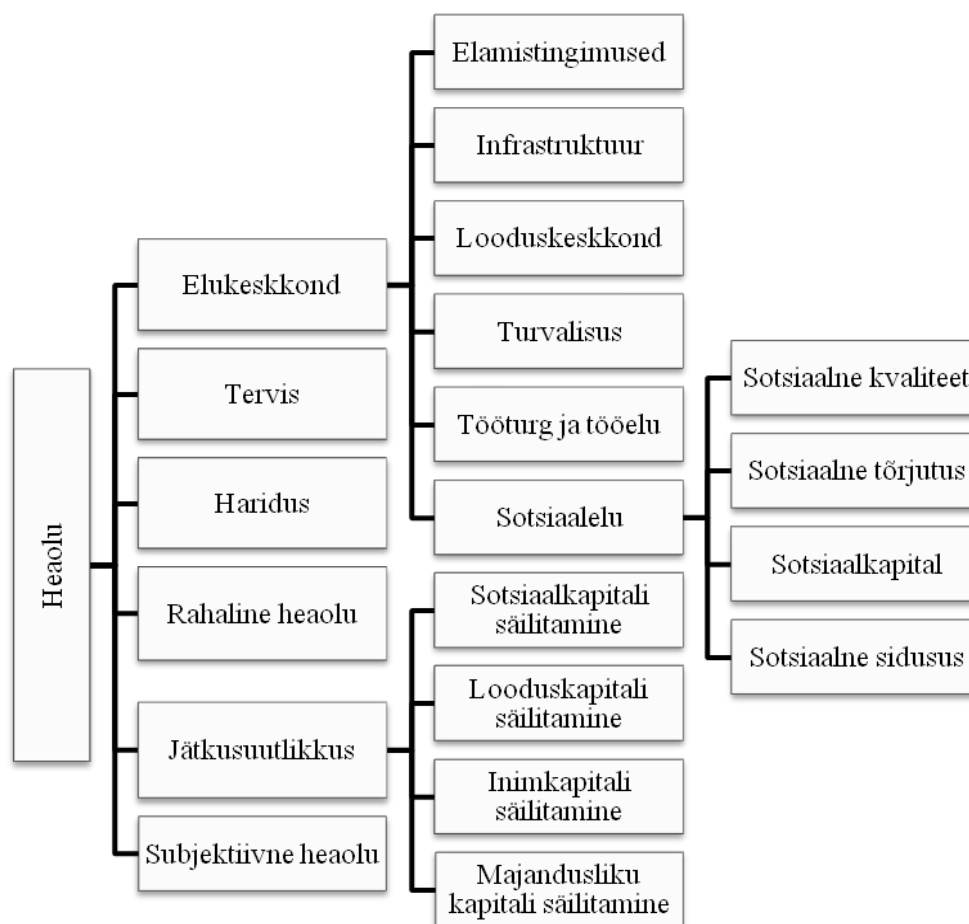 Heaolu
Elukeskkond
Tervis
Haridus
Rahaline heaolu
Jätkusuutlikkus
Subjektiivne heaolu
Elamistingimused
Infrastruktuur
Looduskeskkond
Turvalisus
Tööturg ja tööelu
Sotsiaalelu
Sotsiaalkapitali
säilitamine
Looduskapitali
säilitamine
Inimkapitali
säilitamine
Majandusliku
kapitali säilitamine
Sotsiaalne kvaliteet
Sotsiaalne tõrjutus
Sotsiaalkapital
Sotsiaalne sidusus